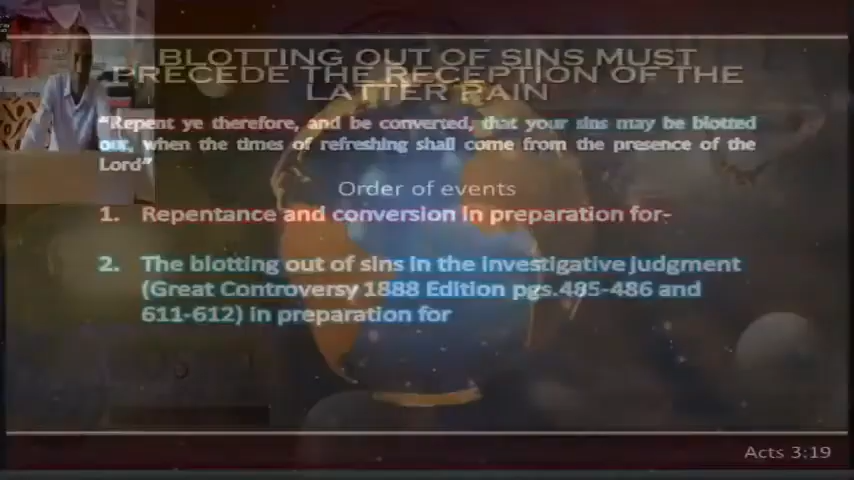 BLOTTING OUT OF SINS MUST
PRECEDE THE RECEPTION OF THE
LATTER RAIN
“Repent ye therefore, and be converted, that your sins may be blotted
out, when the times of refreshing shall come from the presence of the
Lord”
Order of events
1. Repentance and conversion in preparation for-
2. The blotting out of sins in the investigative judgment
(Great Controversy 1888 Edition pgs.485-486 and
611-612) in preparation for
Acts 3:19